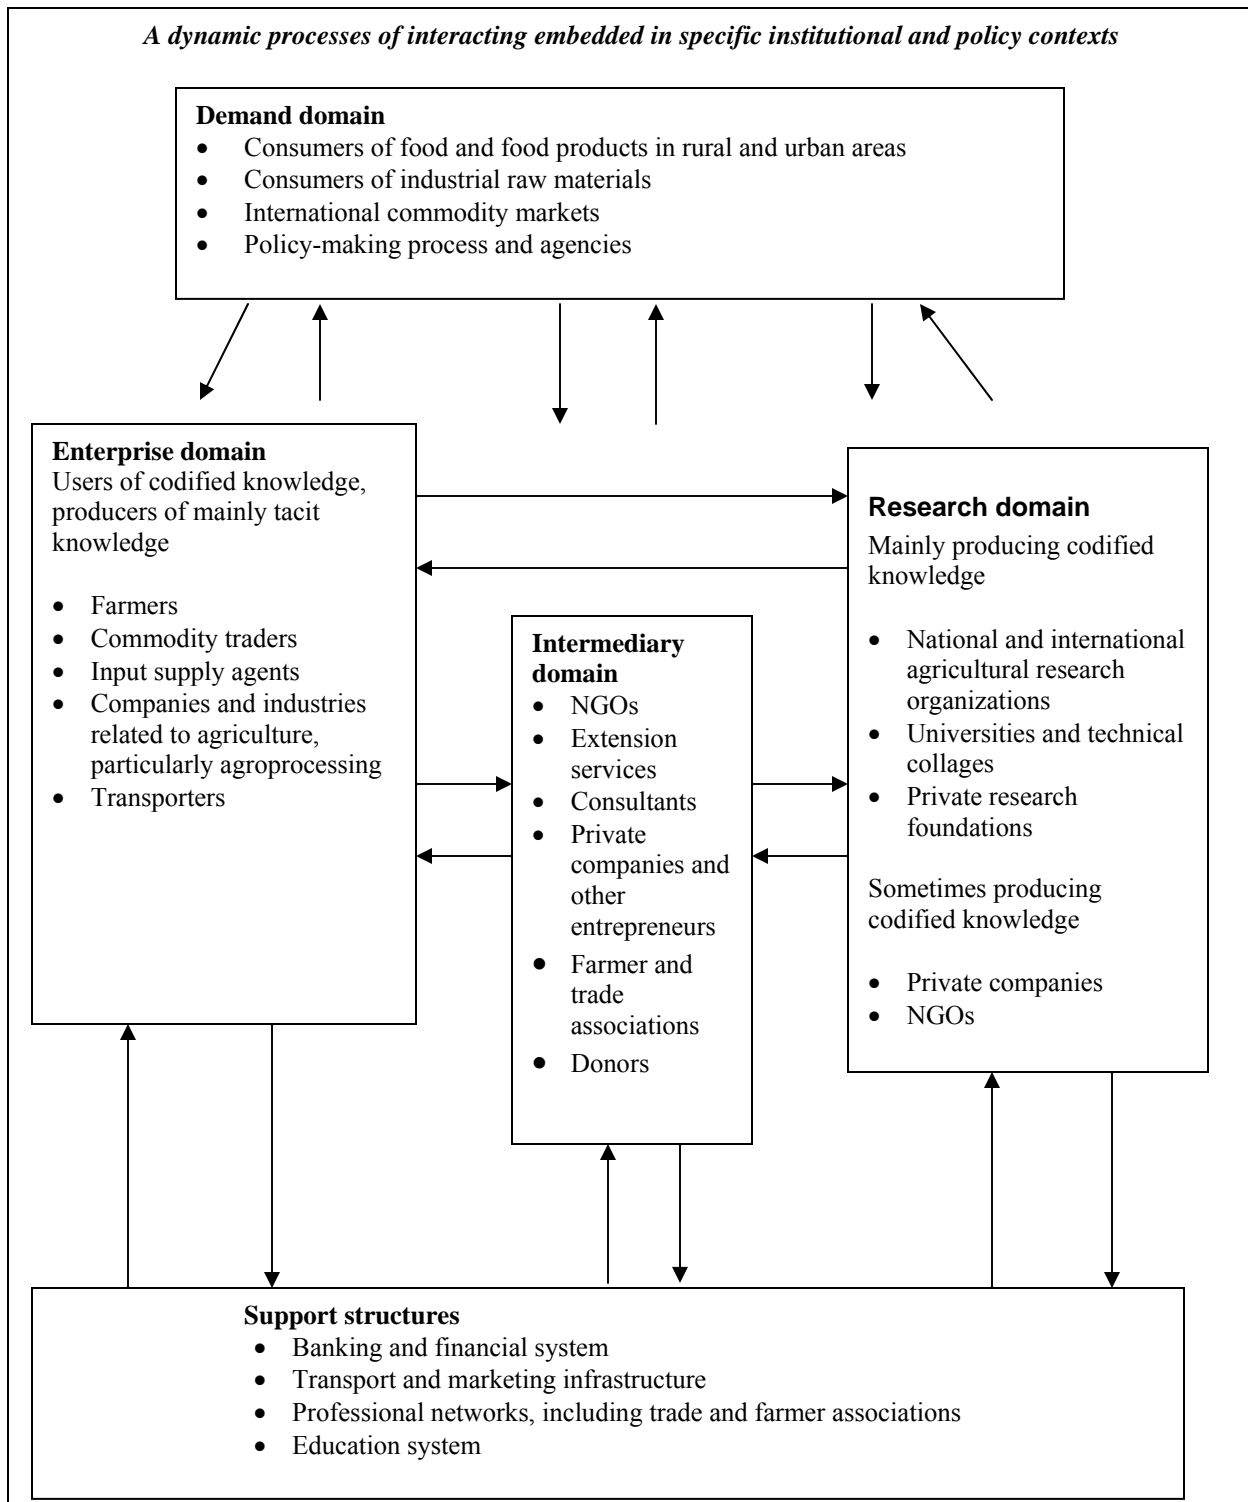 A dynamic processes of interacting embedded in specific institutional and policy contexts
Demand domain
• Consumers of food and food products in rural and urban areas
• Consumers of industrial raw materials
• International commodity markets
• Policy-making process and agencies
Enterprise domain
Users of codified knowledge,
producers of mainly tacit
knowledge
• Farmers
• Commodity traders
• Input supply agents
• Companies and industries
related to agriculture,
particularly agroprocessing
• Transporters
Intermediary
domain
• NGOs
• Extension
services
• Consultants
• Private
companies and
other
entrepreneurs
• Farmer and
trade
associations
• Donors
Research domain
Mainly producing codified
knowledge
• National and international
agricultural research
organizations
• Universities and technical
collages
• Private research
foundations
Sometimes producing
codified knowledge
• Private companies
• NGOs
Support structures
• Banking and financial system
• Transport and marketing infrastructure
• Professional networks, including trade and farmer associations
• Education system